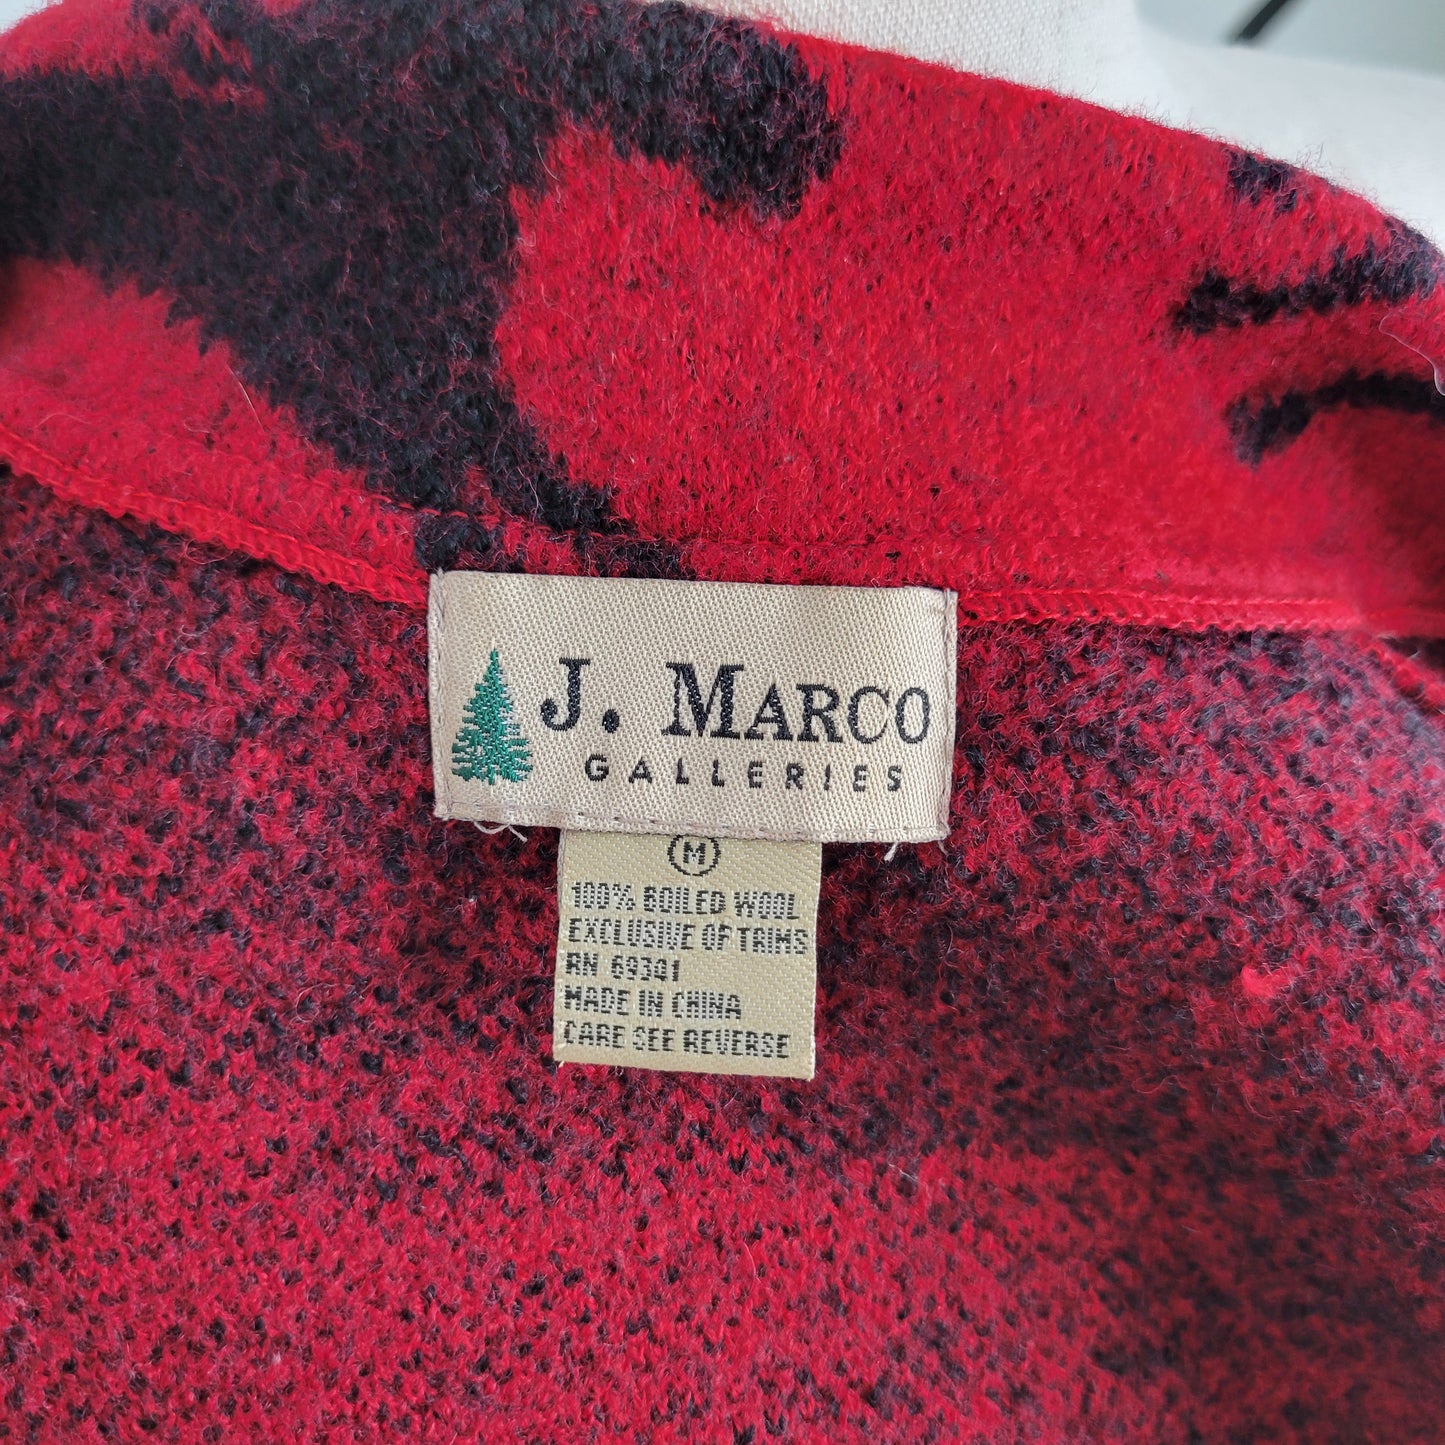 J. MARCO
GALLERIES
M
100% BOILED WOOL
EXCLUSIVE OF TRIMS
RN 69341
MADE IN CHINA
CARE SEE REVERSE